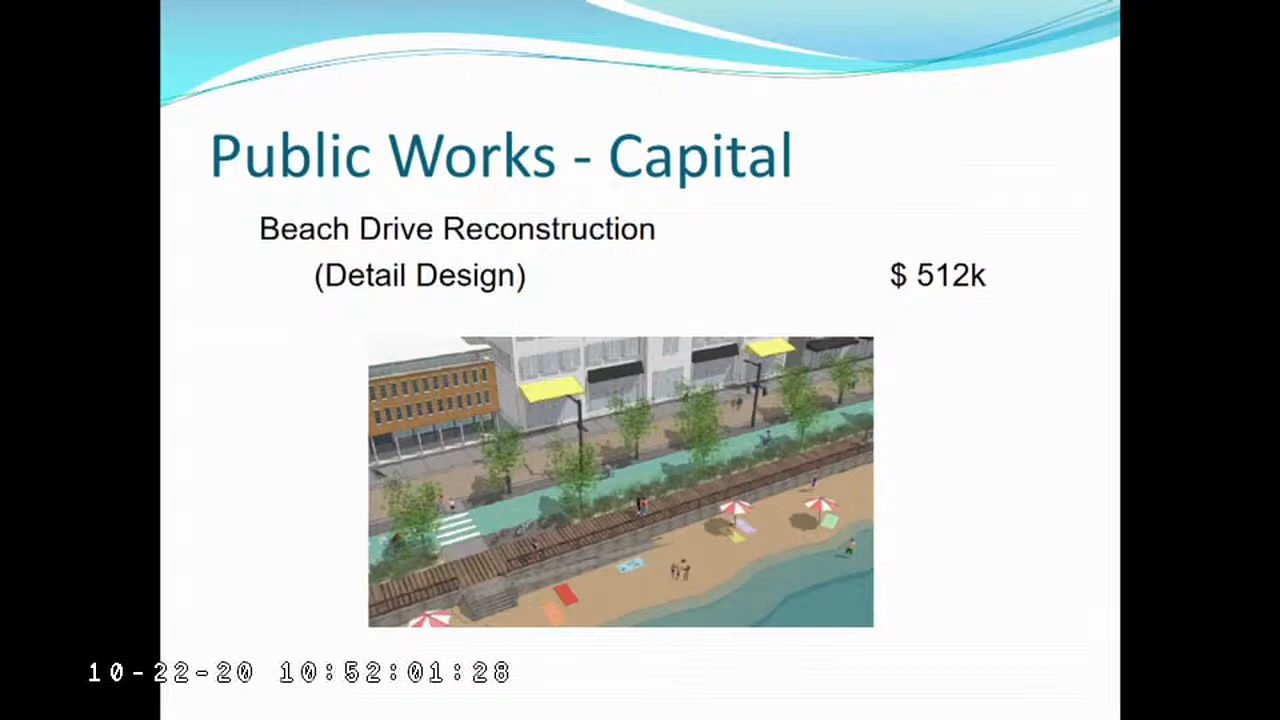 Public Works - Capital
Beach Drive Reconstruction
(Detail Design) $ 512k
10-22-20 10:52:01:28